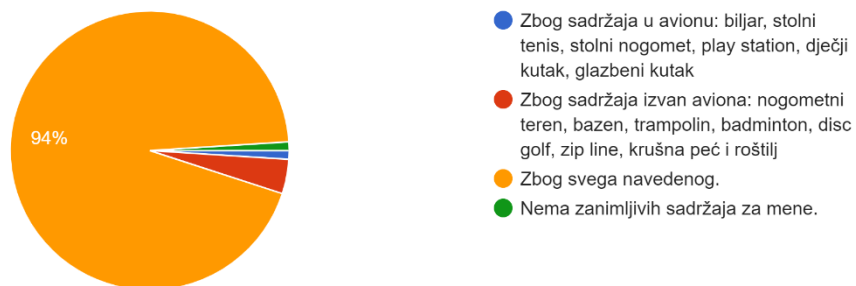 94%
Zbog sadržaja u avionu: biljar, stolni
tenis, stolni nogomet, play station, dječji
kutak, glazbeni kutak
Zbog sadržaja izvan aviona: nogometni
teren, bazen, trampolin, badminton, disc
golf, zip line, krušna peć i roštilj
Zbog svega navedenog.
Nema zanimljivih sadržaja za mene.